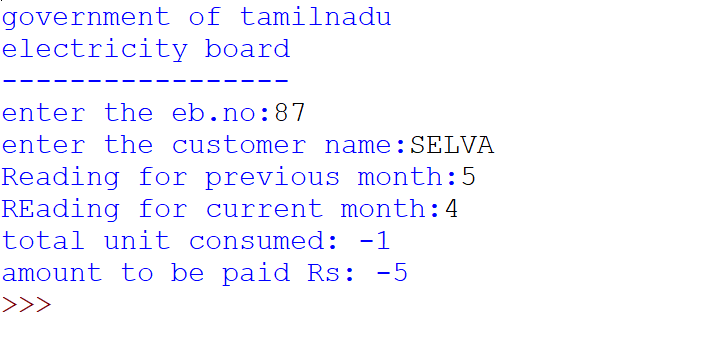 government of tamilnadu
electricity board
-----------------
enter the eb.no:87
enter the customer name:SELVA
Reading for previous month:5
REading for current month:4
total unit consumed: -1
amount to be paid Rs: -5
>>>